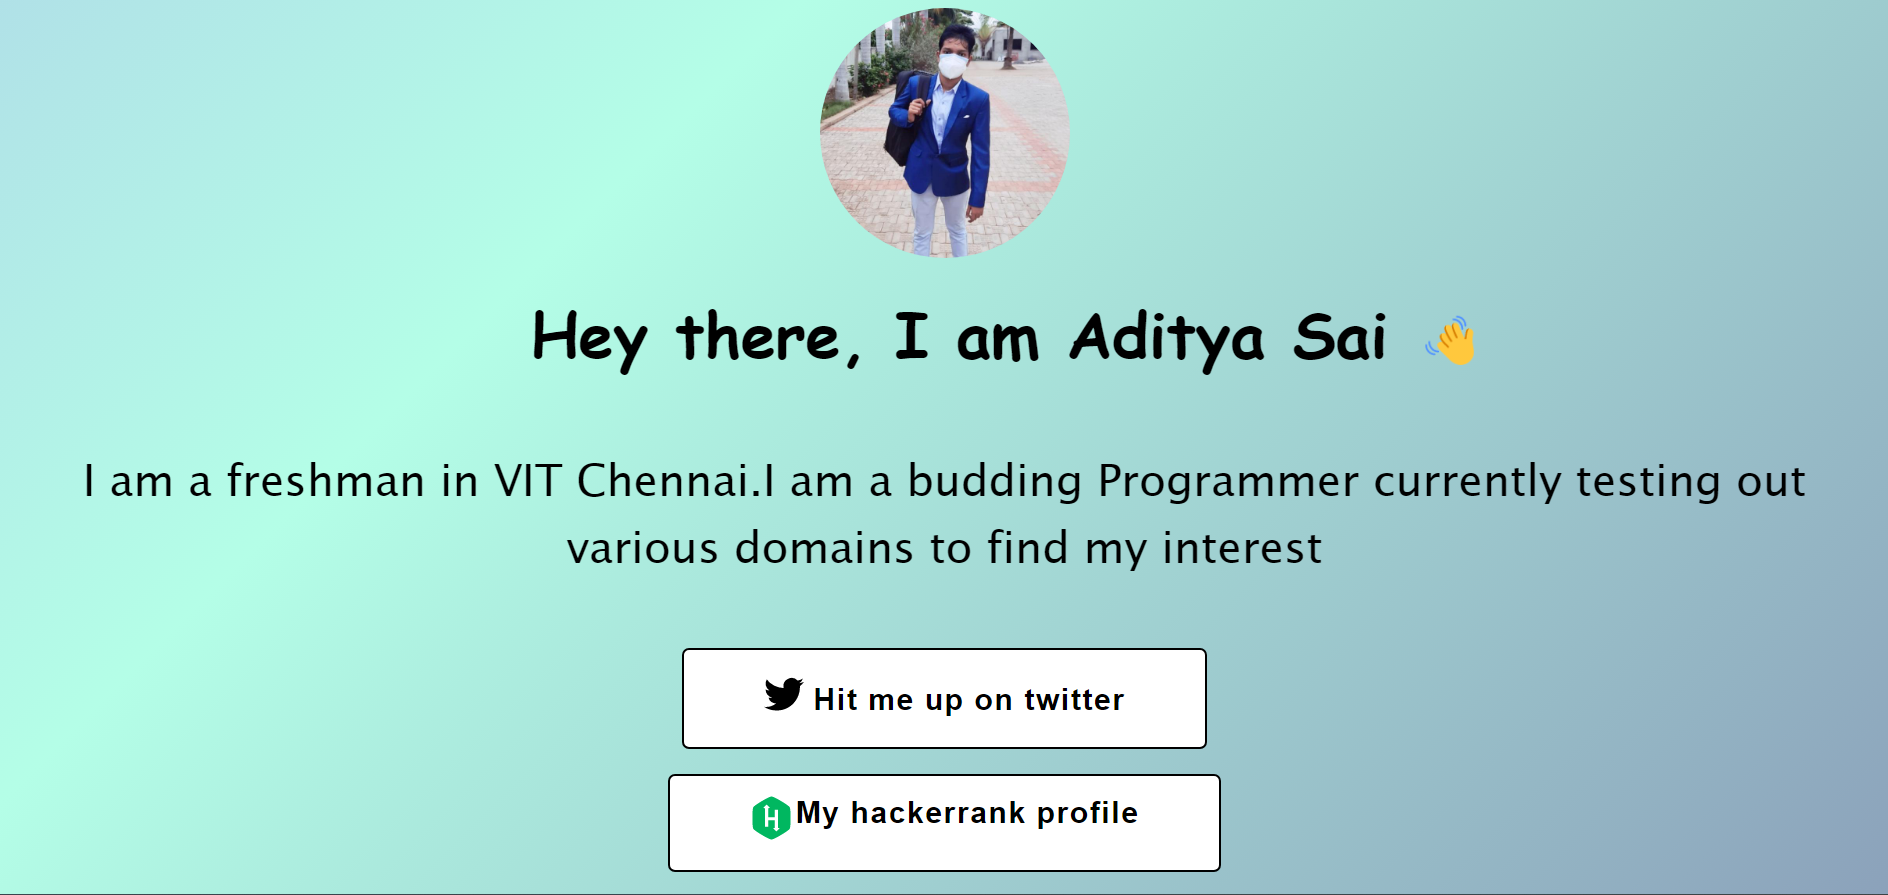 Hey there, I am Aditya Sai 👋
I am a freshman in VIT Chennai.I am a budding Programmer currently testing out
various domains to find my interest
Hit me up on twitter
H My hackerrank profile